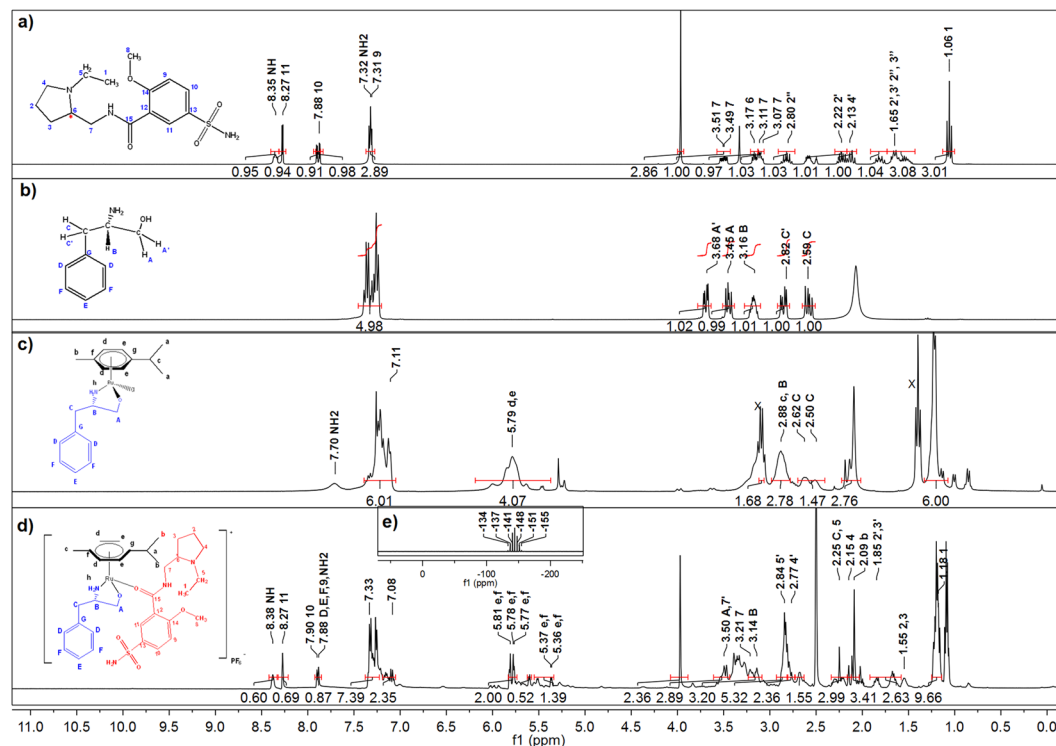 a)
8.35 NH
8.27 11
7.88 10
7.32 NH2
7.31 9
3.51 7
3.49 7
3.17 6
3.11 7
3.07 7
2.80 2"
2.22 2'
2.13 4'
1.65 2',3' 2'', 3''
1.06 1
0.95 0.94 0.91 0.98 2.89 2.86 1.00 0.97 1.03 1.03 1.01 1.00 1.04 3.08 3.01
b)
3.68 A'
3.45 A
3.16 B
2.82 C'
2.59 C
4.98 1.02 0.99 1.01 1.00 1.00
c)
7.70 NH2
7.11
5.79 d,e
X
2.88 c, B
2.62 C
2.50 C
X
6.01 4.07 1.68 2.78 1.47 2.76 6.00
d)
e)
-134
-137
-141
-148
-151
-155
0 -100 -200
f1 (ppm)
PF6
8.38 NH
8.27 11
7.90 10
7.88 D,E,F,9,NH2
7.33
7.08
5.81 e,f
5.78 e,f
5.77 e,f
5.37 e,f
5.36 e,f
3.50 A,7'
3.21 7
3.14 B
2.84 5'
2.77 4'
2.25 C, 5
2.15 4
2.09 b
1.85 2',3'
1.55 2,3
1.18 1
0.60 0.69 0.87 7.39 2.35 2.00 0.52 1.39 2.36 2.89 3.20 5.32 2.36 1.55 2.99 3.41 2.63 9.66
11.0 10.5 10.0 9.5 9.0 8.5 8.0 7.5 7.0 6.5 6.0 5.5 5.0 4.5 4.0 3.5 3.0 2.5 2.0 1.5 1.0 0.5 0.0
f1 (ppm)